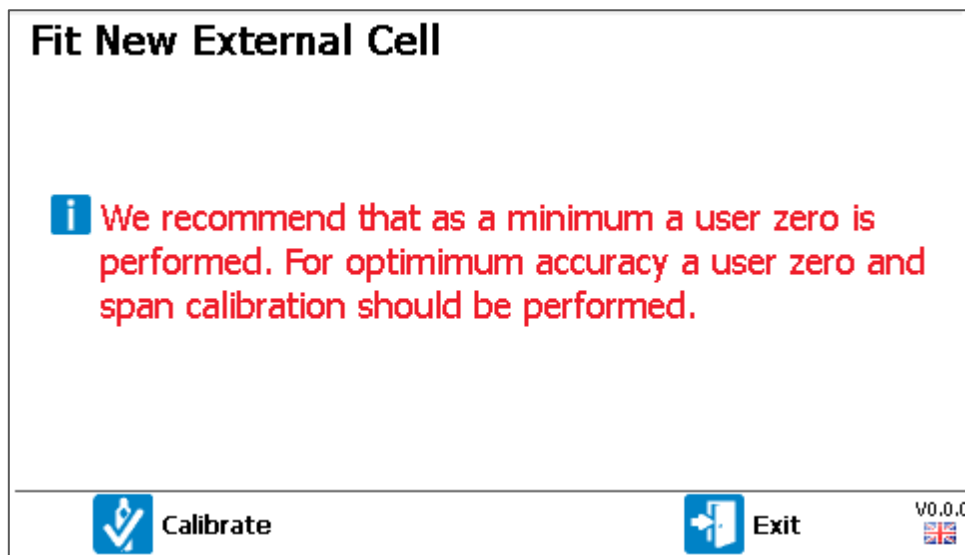 Fit New External Cell
i We recommend that as a minimum a user zero is
performed. For optimimum accuracy a user zero and
span calibration should be performed.
Calibrate
Exit
V0.0.0